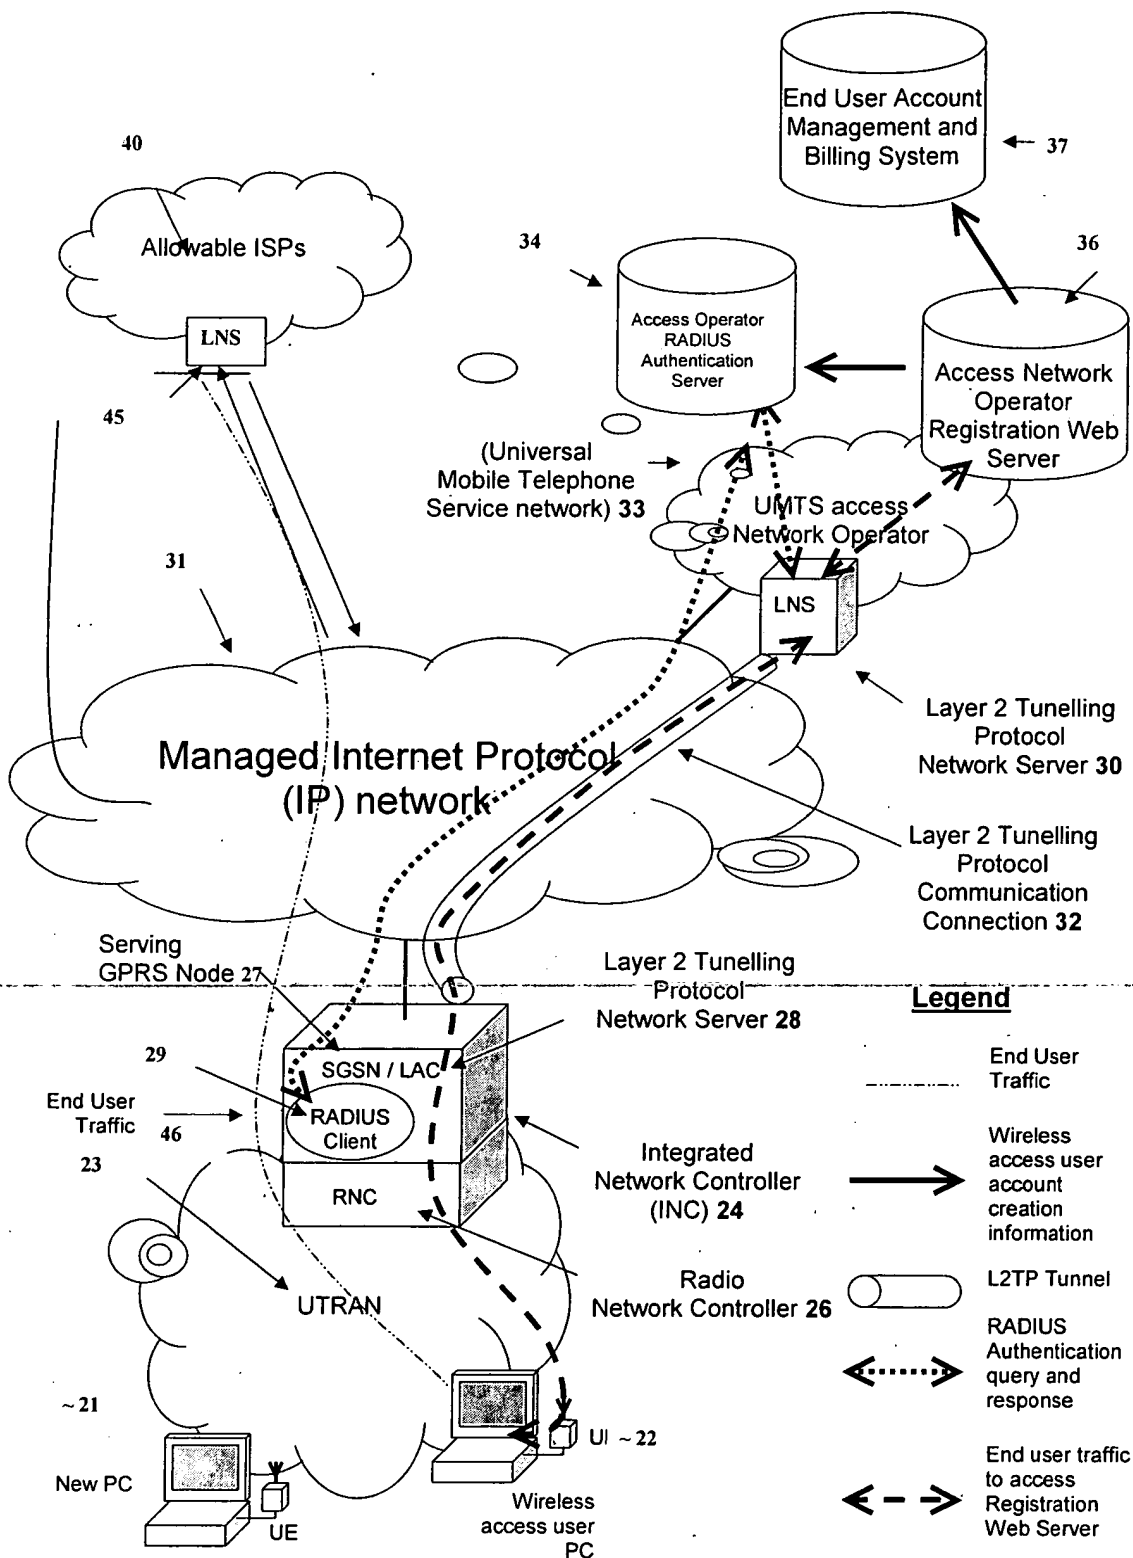 End User Account
Management and
Billing System
37
40
Allowable ISPs
34
36
LNS
Access Operator
RADIUS
Authentication
Server
Access Network
Operator
Registration Web
Server
45
(Universal
Mobile Telephone
Service network) 33
UMTS access
Network Operator
31
LNS
Layer 2 Tunelling
Protocol
Network Server 30
Managed Internet Protocol
(IP) network
Layer 2 Tunelling
Protocol
Communication
Connection 32
Serving
GPRS Node 27
Layer 2 Tunelling
Protocol
Network Server 28
Legend
29
SGSN / LAC
End User
Traffic
End User
Traffic
46
RADIUS
Client
23
Integrated
Network Controller
(INC) 24
RNC
Wireless
access user
account
creation
information
UTRAN
Radio
Network Controller 26
L2TP Tunnel
RADIUS
Authentication
query and
response
~ 21
UI ~ 22
New PC
UE
Wireless
access user
PC
End user traffic
to access
Registration
Web Server